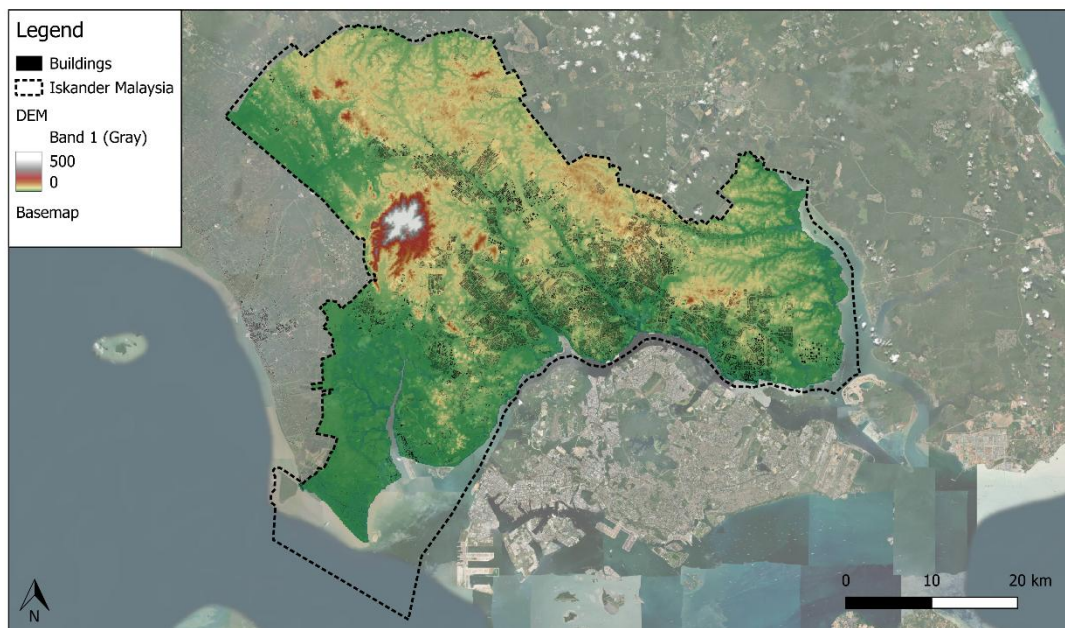 Legend
Buildings
Iskander Malaysia
DEM
Band 1 (Gray)
500
0
Basemap
N
0 10 20 km